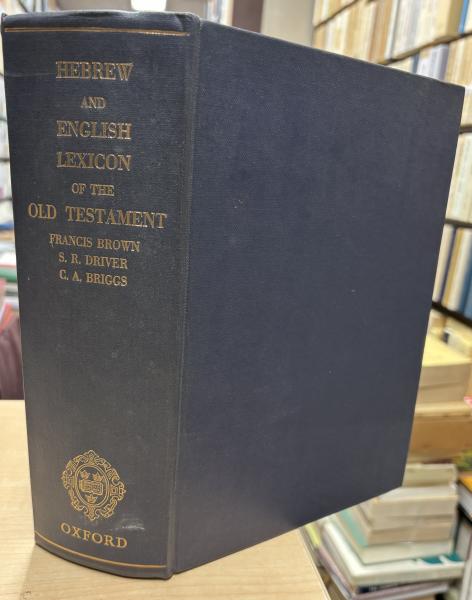 HEBREW
AND
ENGLISH
LEXICON
OF THE
OLD TESTAMENT
FRANCIS BROWN
S. R. DRIVER
C. A. BRIGGS
OXFORD